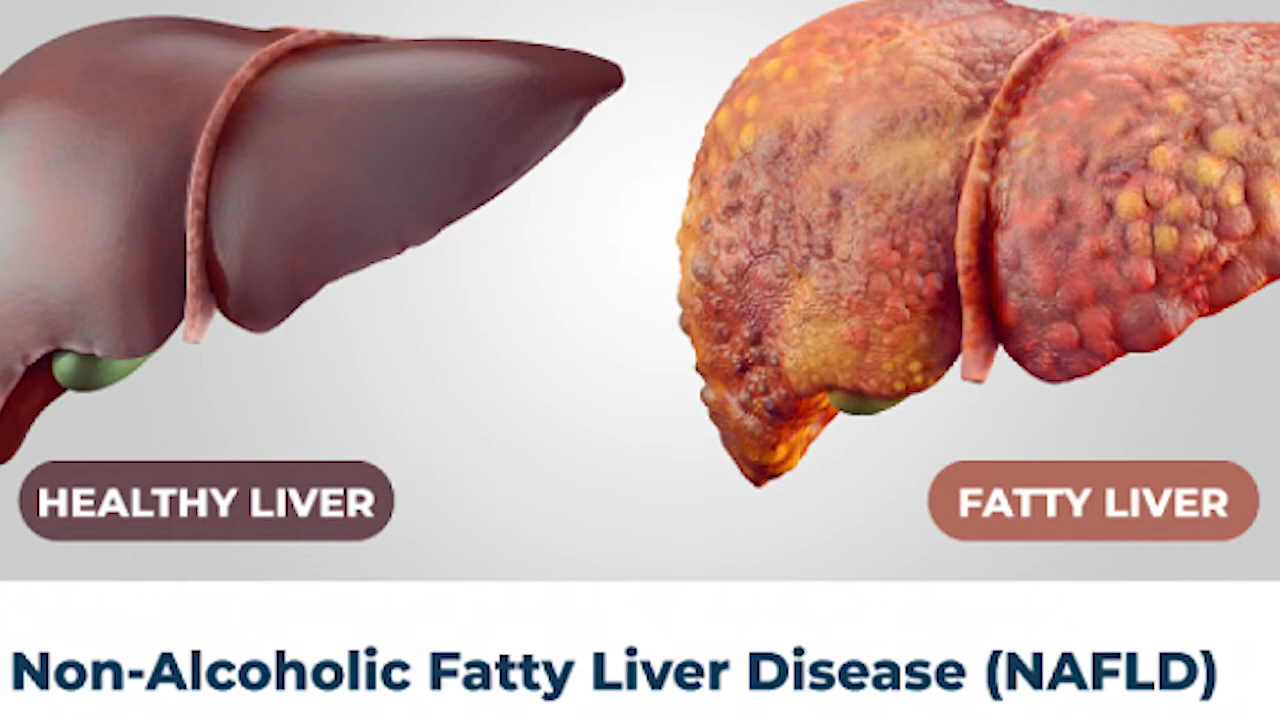 HEALTHY LIVER
FATTY LIVER
Non-Alcoholic Fatty Liver Disease (NAFLD)